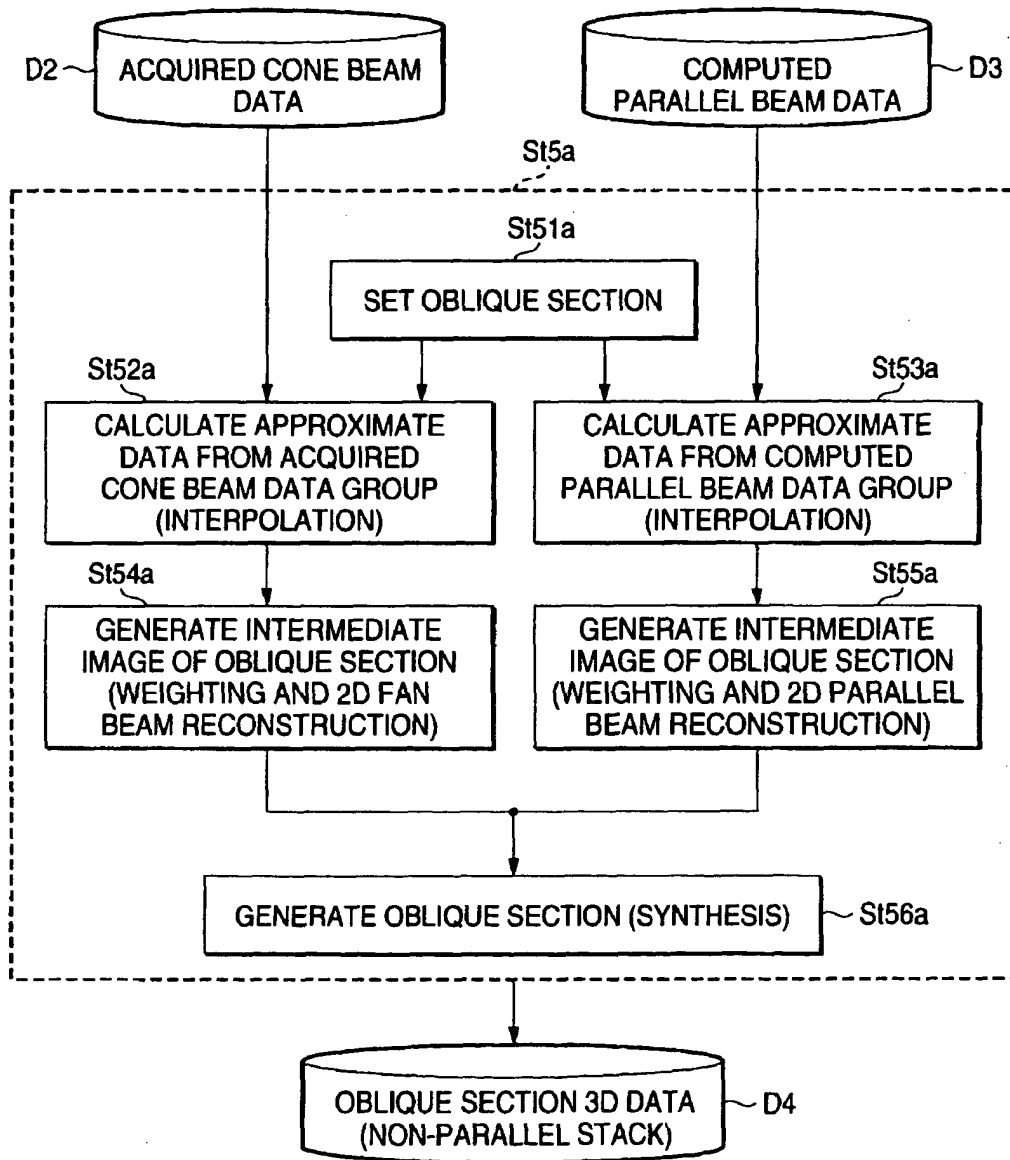 D2
ACQUIRED CONE BEAM
DATA
COMPUTED
PARALLEL BEAM DATA
D3
St5a
St51a
SET OBLIQUE SECTION
St52a
CALCULATE APPROXIMATE
DATA FROM ACQUIRED
CONE BEAM DATA GROUP
(INTERPOLATION)
St53a
CALCULATE APPROXIMATE
DATA FROM COMPUTED
PARALLEL BEAM DATA GROUP
(INTERPOLATION)
St54a
GENERATE INTERMEDIATE
IMAGE OF OBLIQUE SECTION
(WEIGHTING AND 2D FAN
BEAM RECONSTRUCTION)
St55a
GENERATE INTERMEDIATE
IMAGE OF OBLIQUE SECTION
(WEIGHTING AND 2D PARALLEL
BEAM RECONSTRUCTION)
GENERATE OBLIQUE SECTION (SYNTHESIS)
St56a
OBLIQUE SECTION 3D DATA
(NON-PARALLEL STACK)
D4